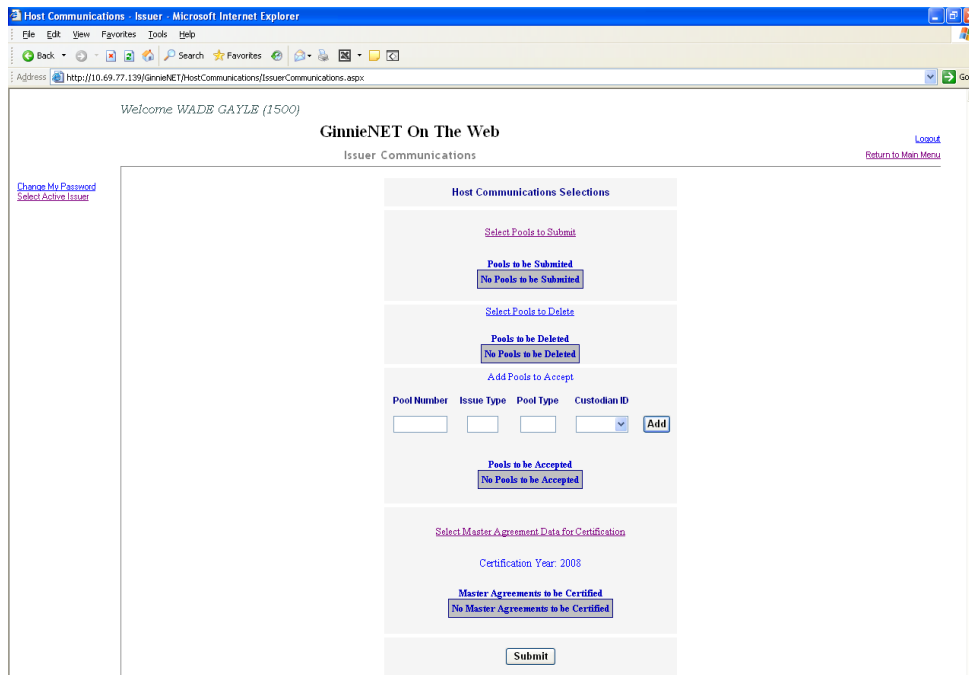 Host Communications - Issuer - Microsoft Internet Explorer
File Edit View Favorites Tools Help
Back Search Favorites
Address http://10.69.77.139/GinnieNET/HostCommunications/IssuerCommunications.aspx Go
Welcome WADE GAYLE (1500)
GinnieNET On The Web
Logout
Issuer Communications
Return to Main Menu
Change My Password
Select Active Issuer
Host Communications Selections
Select Pools to Submit
Pools to be Submited
No Pools to be Submited
Select Pools to Delete
Pools to be Deleted
No Pools to be Deleted
Add Pools to Accept
Pool Number Issue Type Pool Type Custodian ID
Add
Pools to be Accepted
No Pools to be Accepted
Select Master Agreement Data for Certification
Certification Year: 2008
Master Agreements to be Certified
No Master Agreements to be Certified
Submit